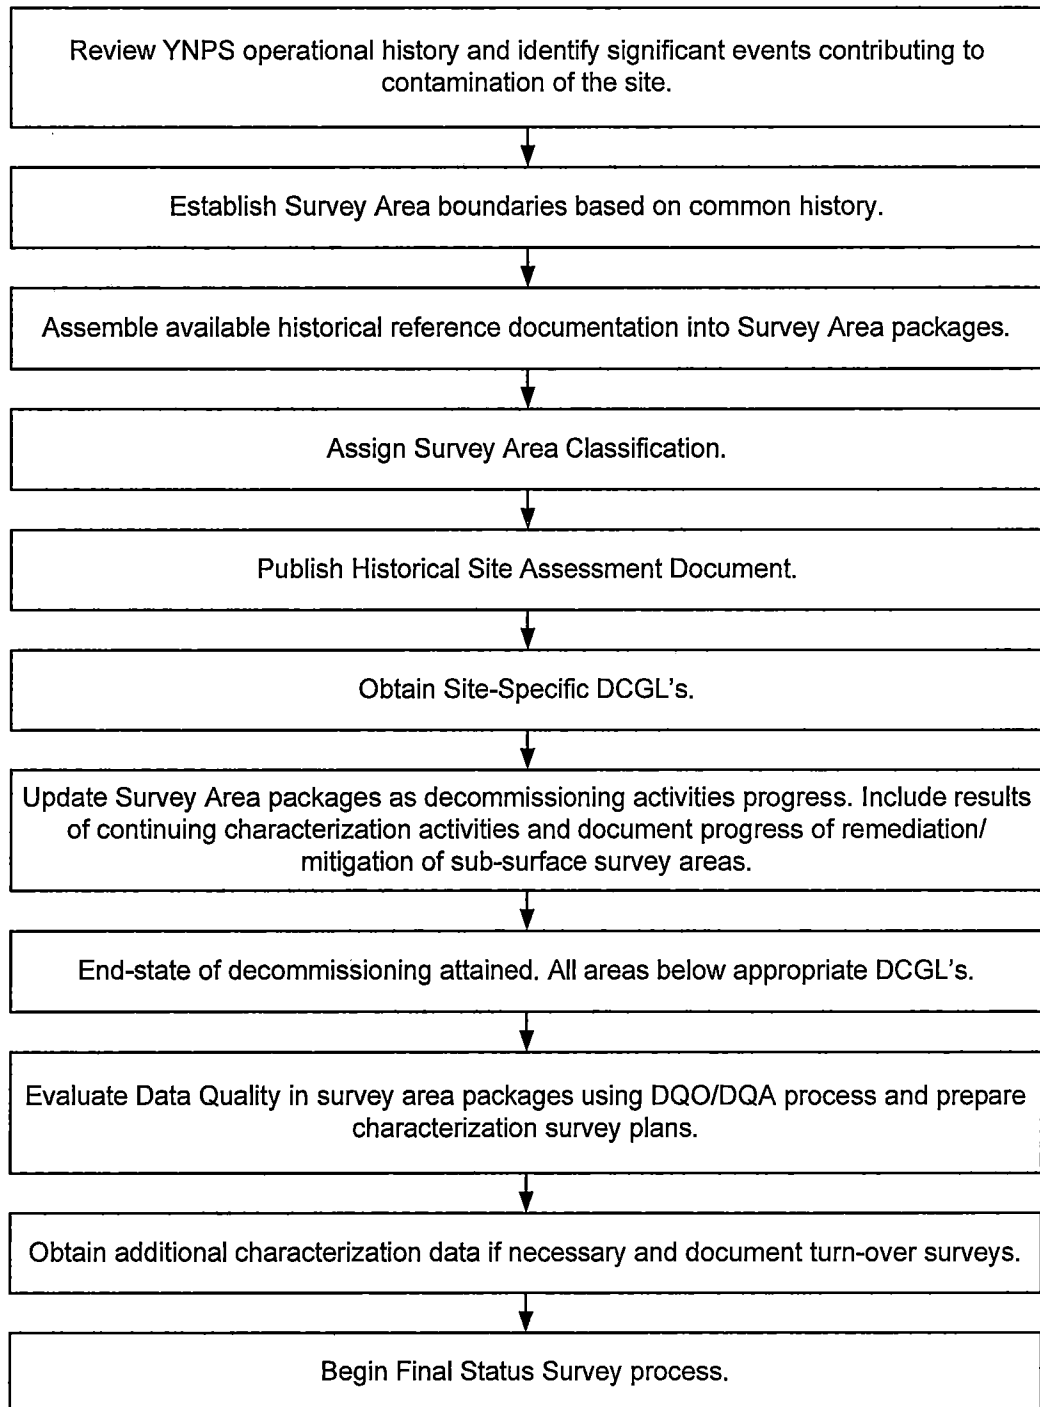 Review YNPS operational history and identify significant events contributing to
contamination of the site.
Establish Survey Area boundaries based on common history.
Assemble available historical reference documentation into Survey Area packages.
Assign Survey Area Classification.
Publish Historical Site Assessment Document.
Obtain Site-Specific DCGL's.
Update Survey Area packages as decommissioning activities progress. Include results
of continuing characterization activities and document progress of remediation/
mitigation of sub-surface survey areas.
End-state of decommissioning attained. All areas below appropriate DCGL's.
Evaluate Data Quality in survey area packages using DQO/DQA process and prepare
characterization survey plans.
Obtain additional characterization data if necessary and document turn-over surveys.
Begin Final Status Survey process.